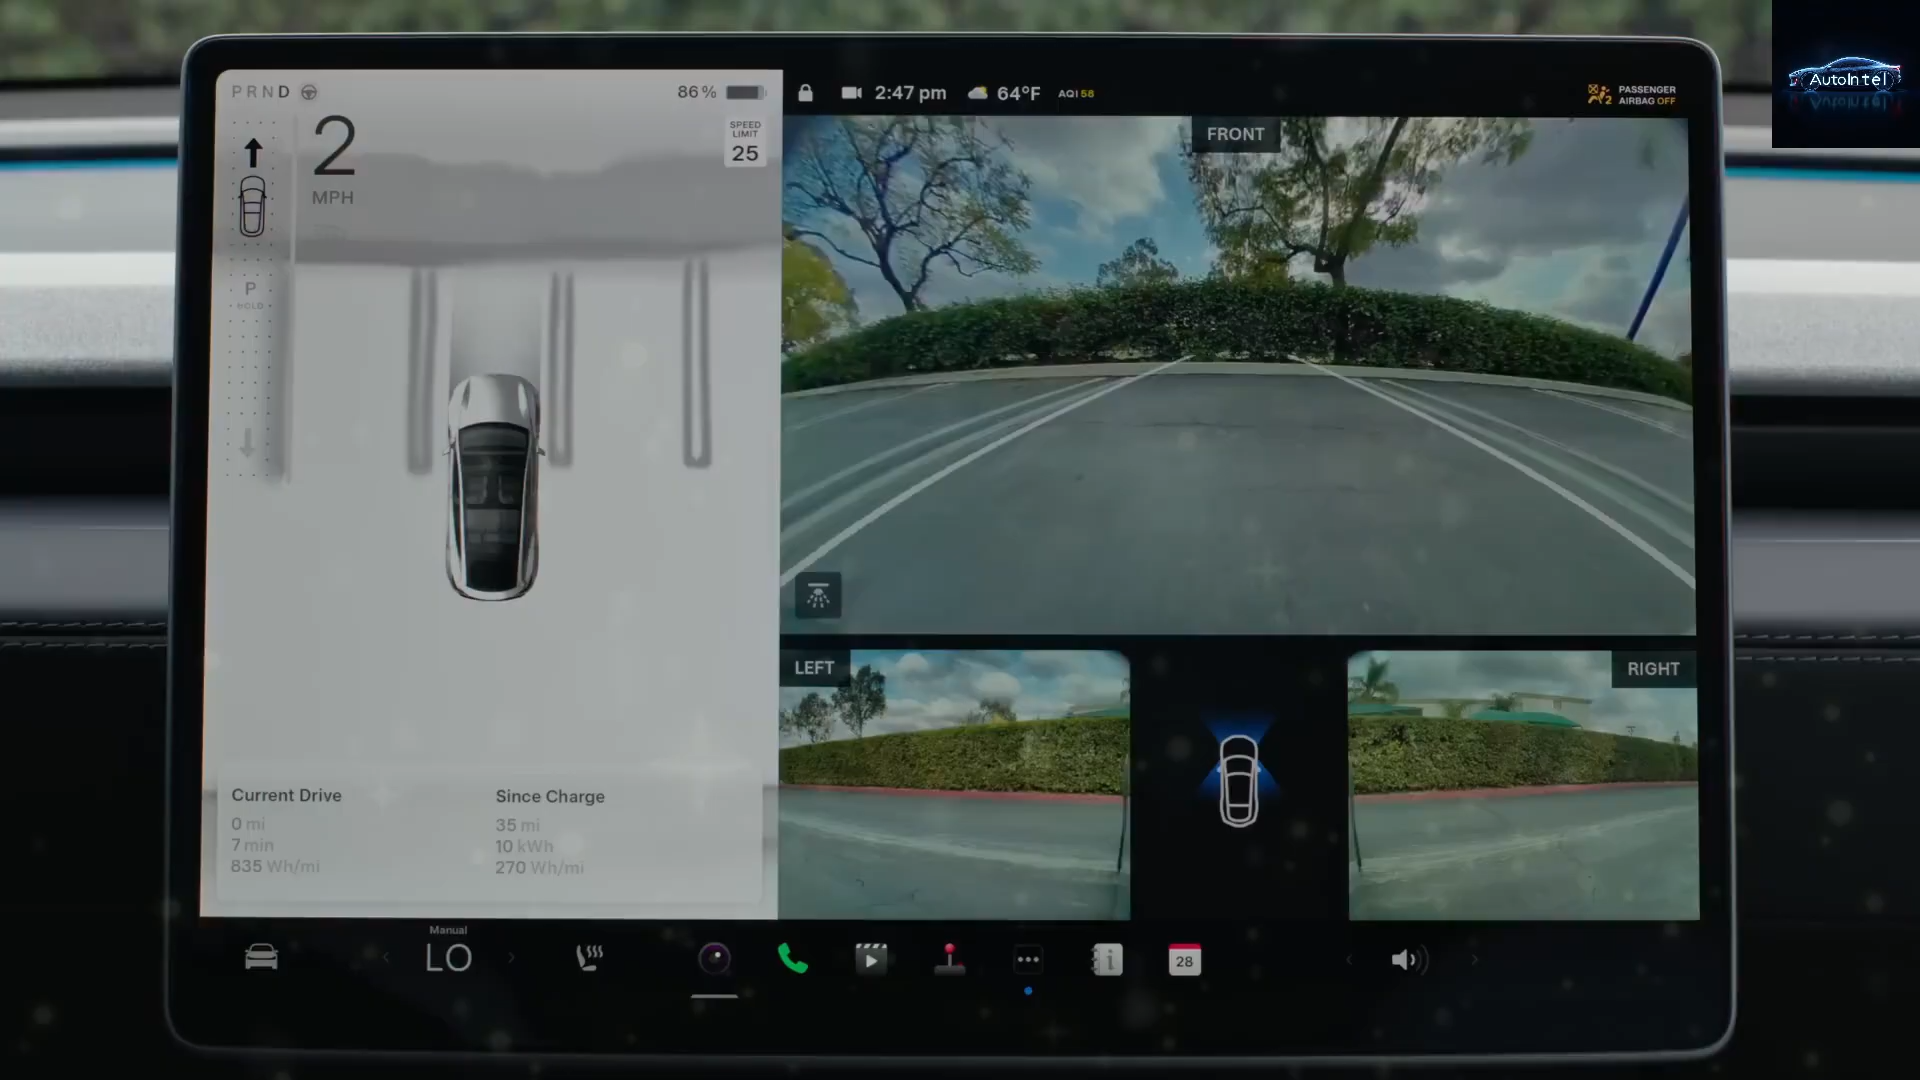 PRND
86 %
2:47 pm
64°F
AQI 58
PASSENGER
AIRBAG OFF
AutoIntel
2
MPH
SPEED
LIMIT
25
FRONT
P
HOLD
LEFT
RIGHT
Current Drive
0 mi
7 min
835 Wh/mi
Since Charge
35 mi
10 kWh
270 Wh/mi
Manual
LO
28